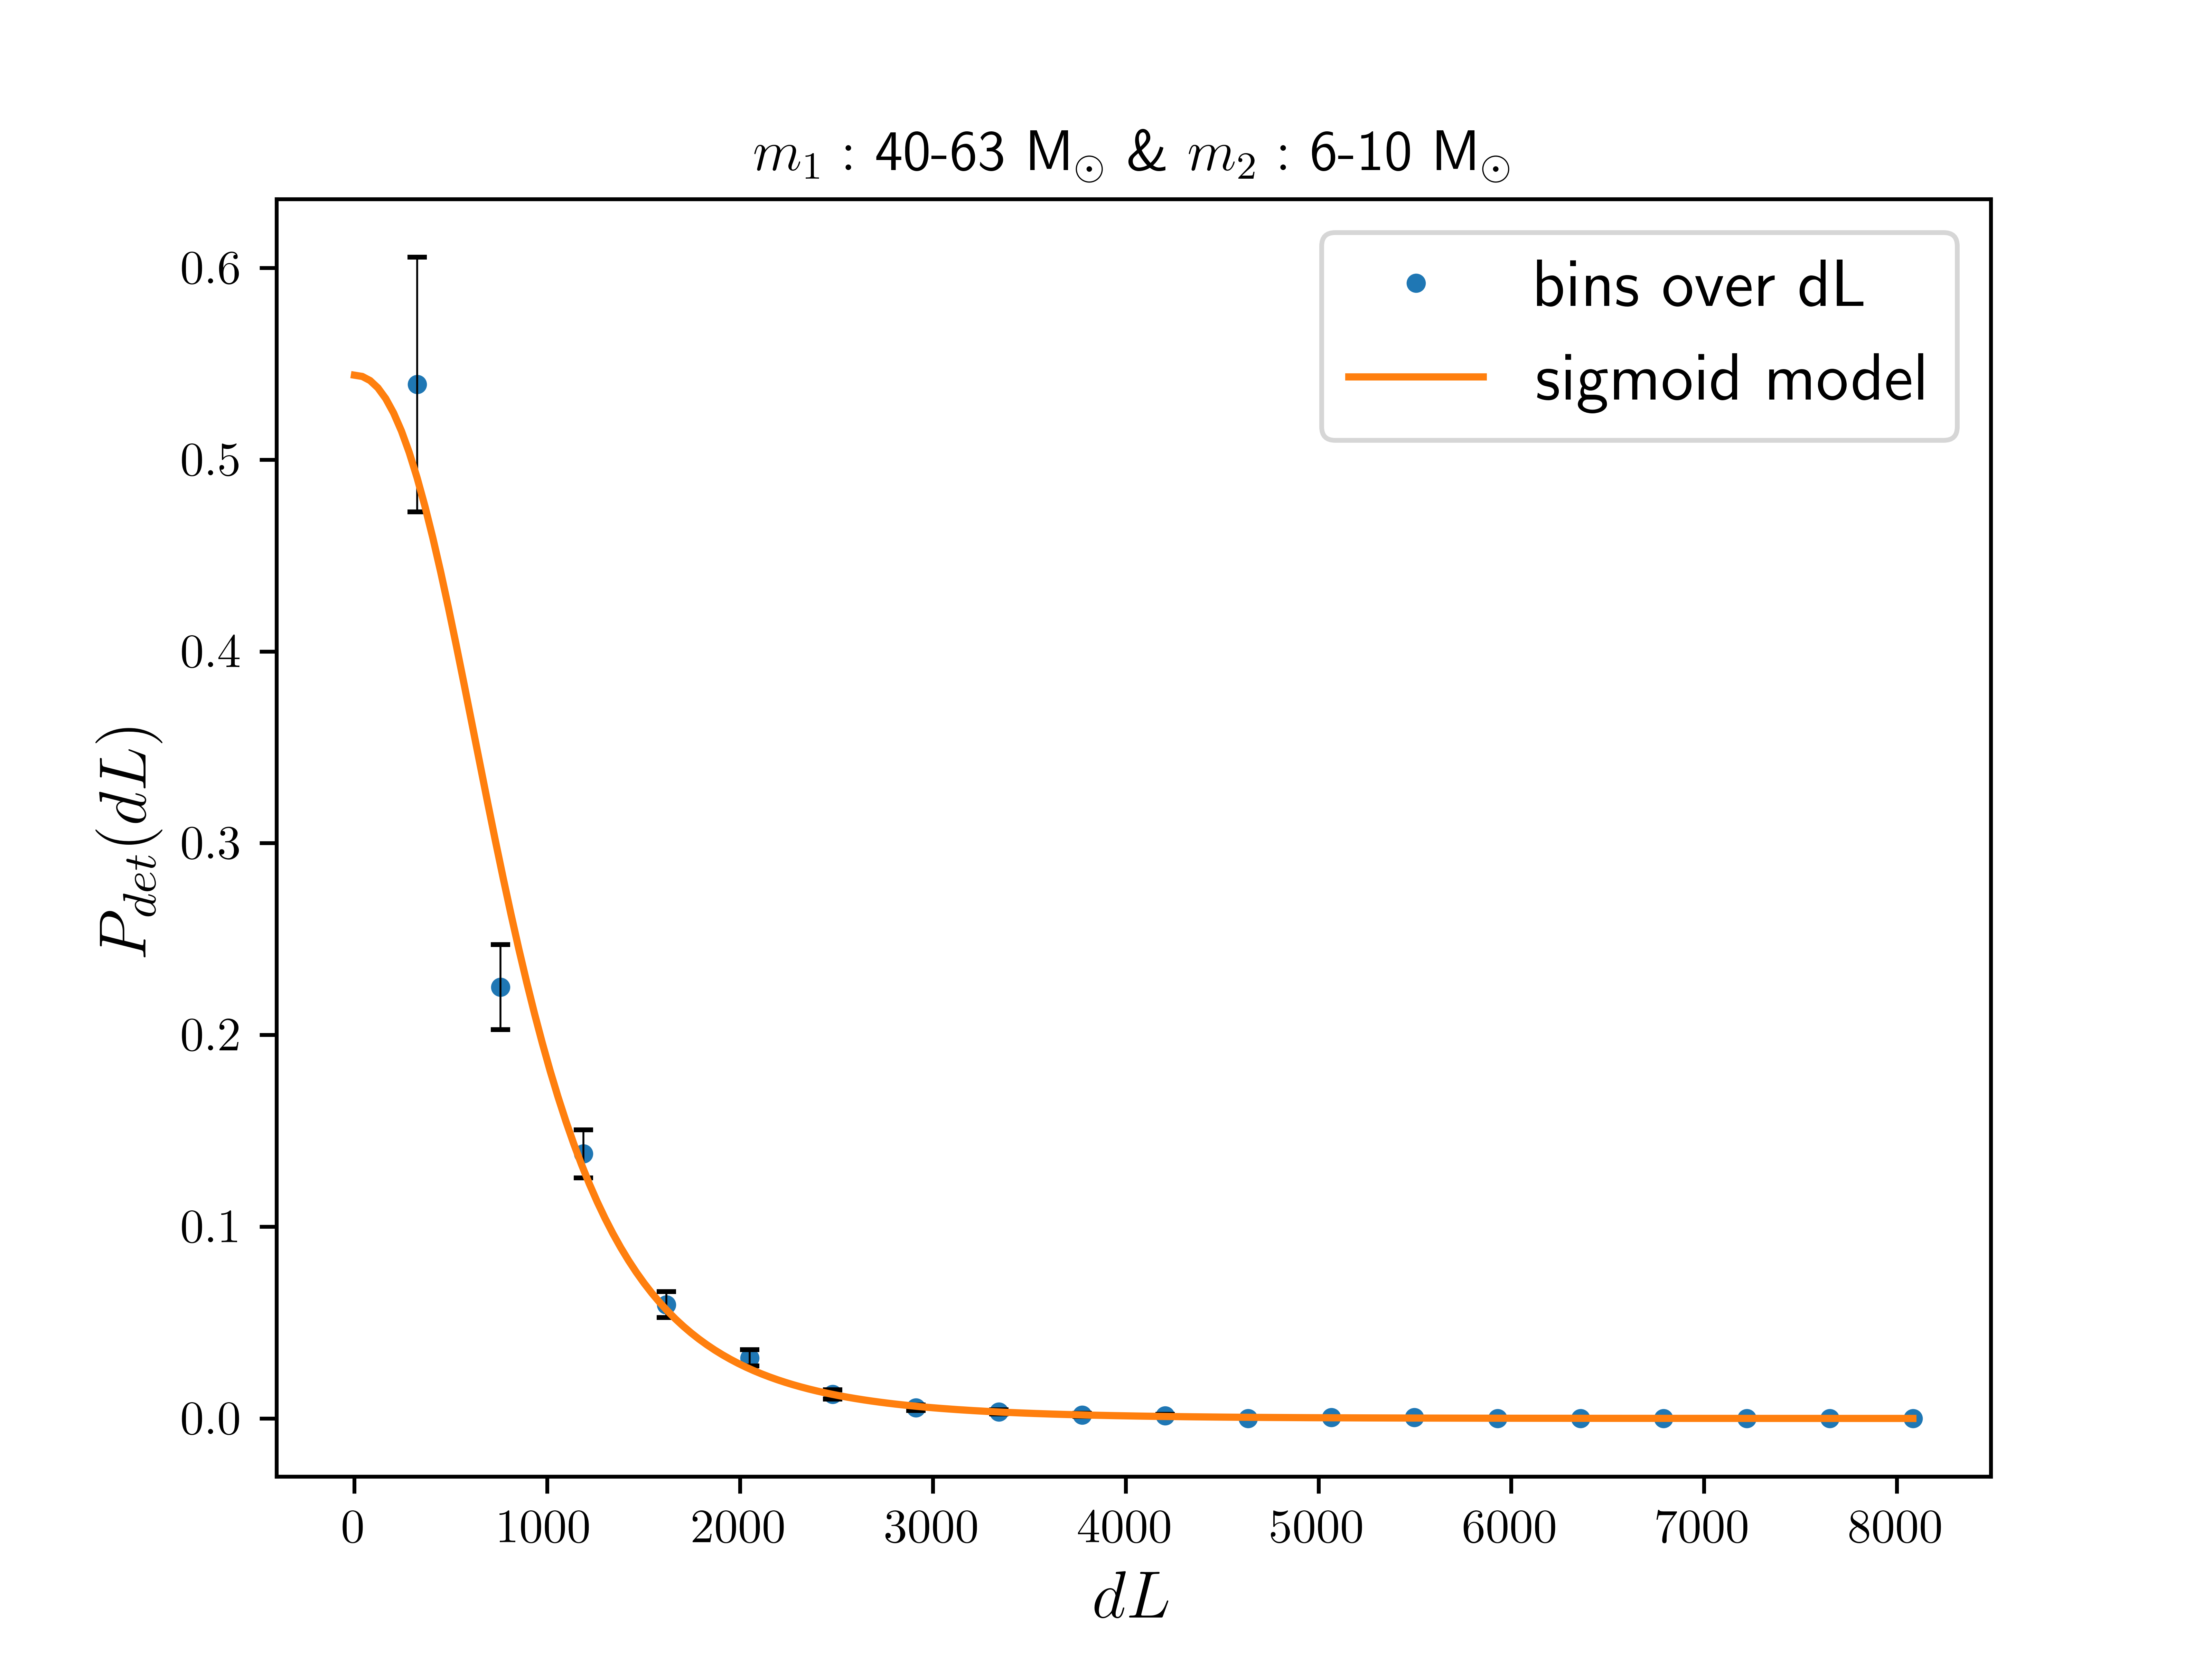 m₁ : 40-63 M⊙ & m₂ : 6-10 M⊙
bins over dL
sigmoid model
0.6
0.5
0.4
0.3
0.2
0.1
0.0
P_det(dL)
0 1000 2000 3000 4000 5000 6000 7000 8000
dL